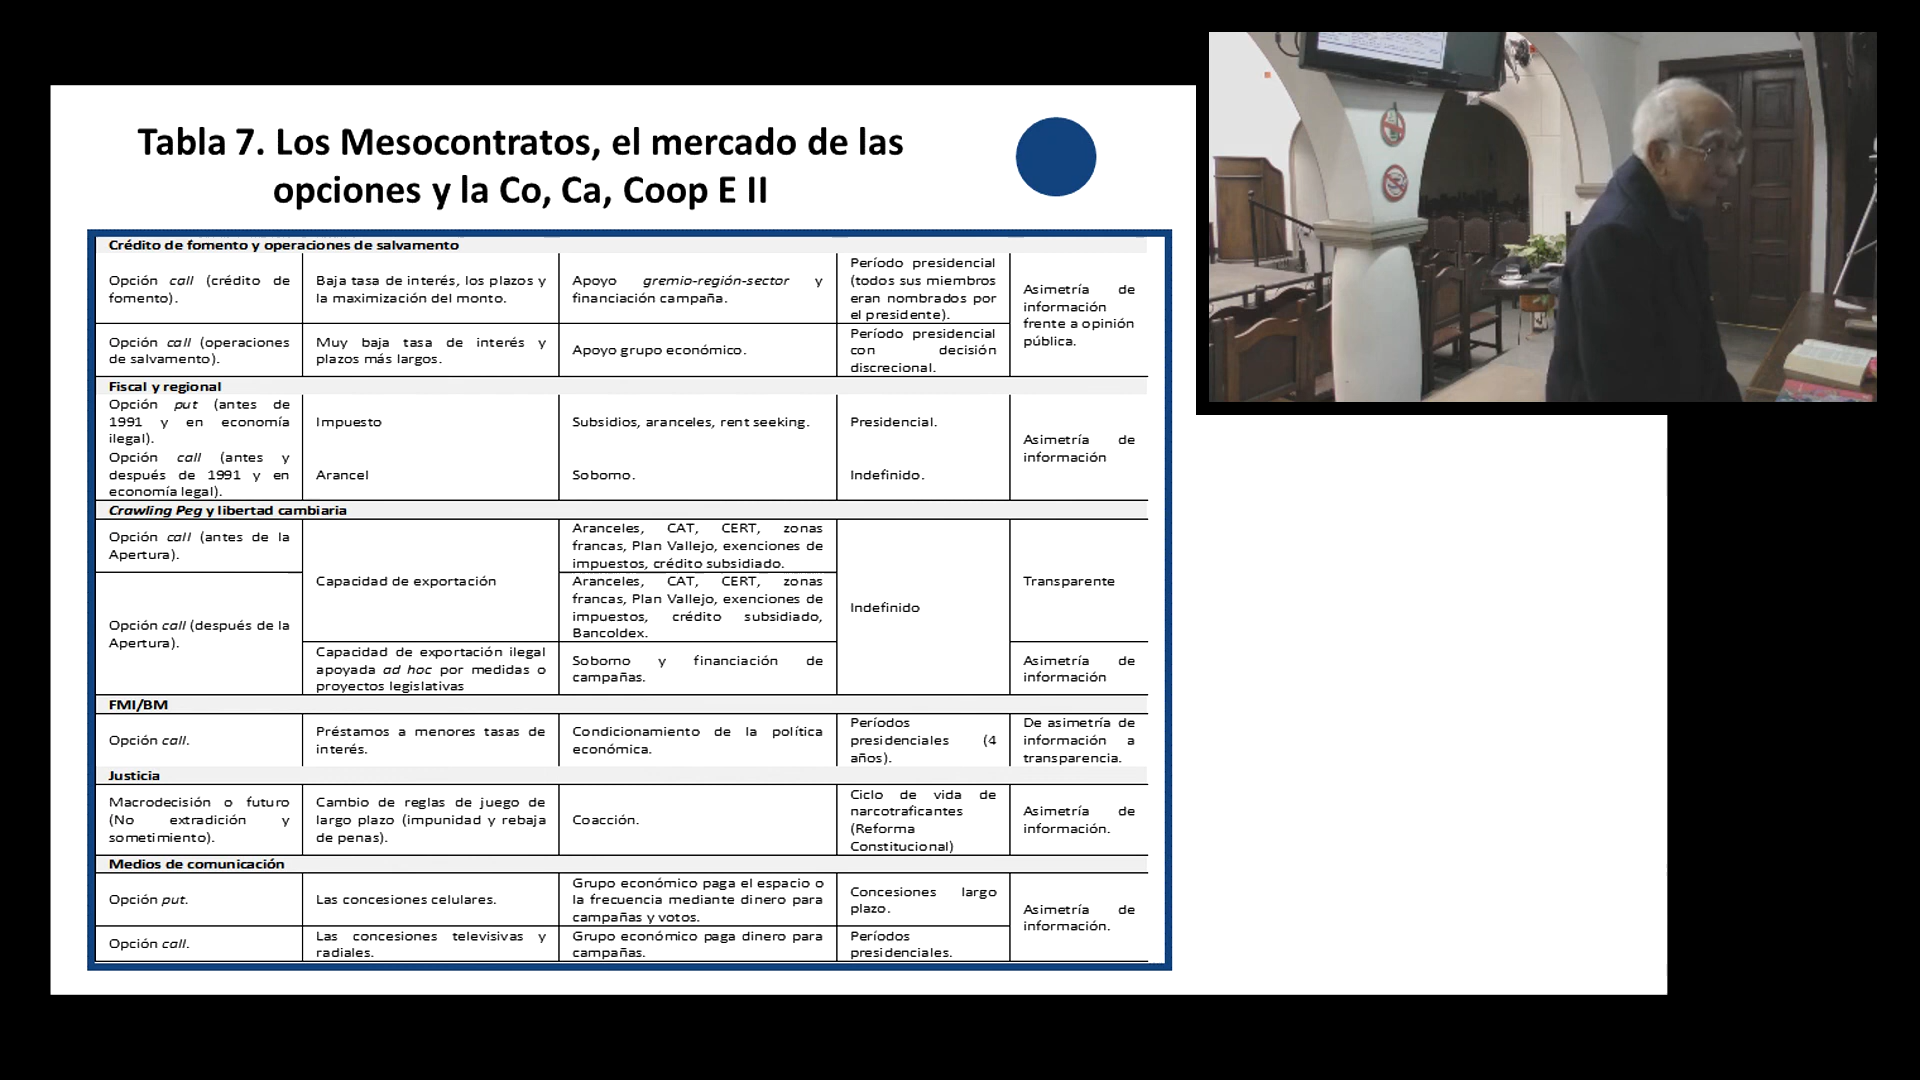 Tabla 7. Los Mesocontratos, el mercado de las
opciones y la Co, Ca, Coop E II
Crédito de fomento y operaciones de salvamento
Opción call (crédito de
fomento).
Baja tasa de interés, los plazos y
la maximización del monto.
Apoyo gremio-región-sector y
financiación campaña.
Período presidencial
(todos sus miembros
eran nombrados por
el presidente).
Asimetría de
información
frente a opinión
pública.
Opción call (operaciones
de salvamento).
Muy baja tasa de interés y
plazos más largos.
Apoyo grupo económico.
Período presidencial
con decisión
discrecional.
Fiscal y regional
Opción put (antes de
1991 y en economía
ilegal).
Impuesto
Subsidios, aranceles, rent seeking.
Presidencial.
Asimetría de
información
Opción call (antes y
después de 1991 y en
economía legal).
Arancel
Soborno.
Indefinido.
Crawling Peg y libertad cambiaria
Opción call (antes de la
Apertura).
Capacidad de exportación
Aranceles, CAT, CERT, zonas
francas, Plan Vallejo, exenciones de
impuestos, crédito subsidiado.
Indefinido
Transparente
Opción call (después de la
Apertura).
Aranceles, CAT, CERT, zonas
francas, Plan Vallejo, exenciones de
impuestos, crédito subsidiado,
Bancoldex.
Capacidad de exportación ilegal
apoyada ad hoc por medidas o
proyectos legislativas
Soborno y financiación de
campañas.
Asimetría de
información
FMI/BM
Opción call.
Préstamos a menores tasas de
interés.
Condicionamiento de la política
económica.
Períodos
presidenciales (4
años).
De asimetría de
información a
transparencia.
Justicia
Macrodecisión o futuro
(No extradición y
sometimiento).
Cambio de reglas de juego de
largo plazo (impunidad y rebaja
de penas).
Coacción.
Ciclo de vida de
narcotraficantes
(Reforma
Constitucional)
Asimetría de
información.
Medios de comunicación
Opción put.
Las concesiones celulares.
Grupo económico paga el espacio o
la frecuencia mediante dinero para
campañas y votos.
Concesiones largo
plazo.
Asimetría de
información.
Opción call.
Las concesiones televisivas y
radiales.
Grupo económico paga dinero para
campañas.
Períodos
presidenciales.